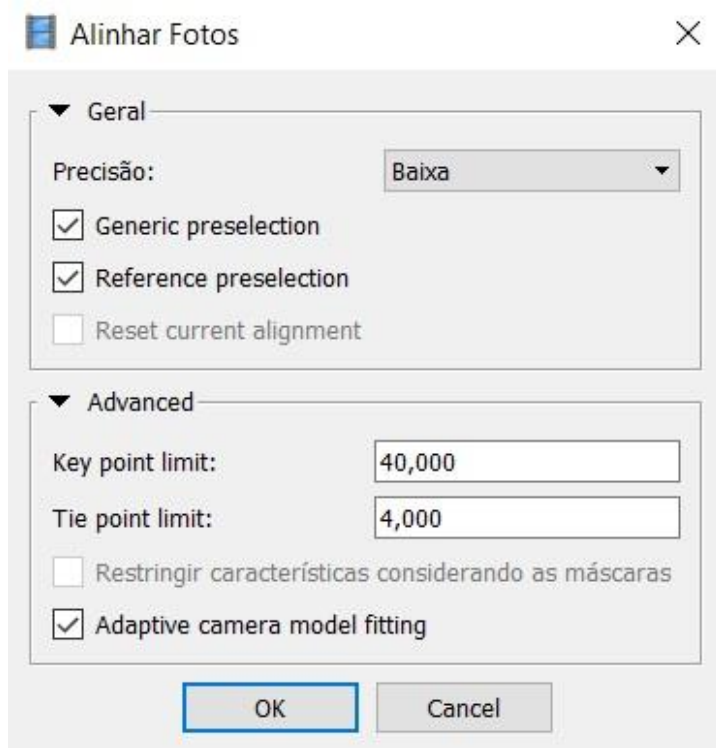 Alinhar Fotos
Geral
Precisão: Baixa
Generic preselection
Reference preselection
Reset current alignment
Advanced
Key point limit: 40,000
Tie point limit: 4,000
Restringir características considerando as máscaras
Adaptive camera model fitting
OK Cancel